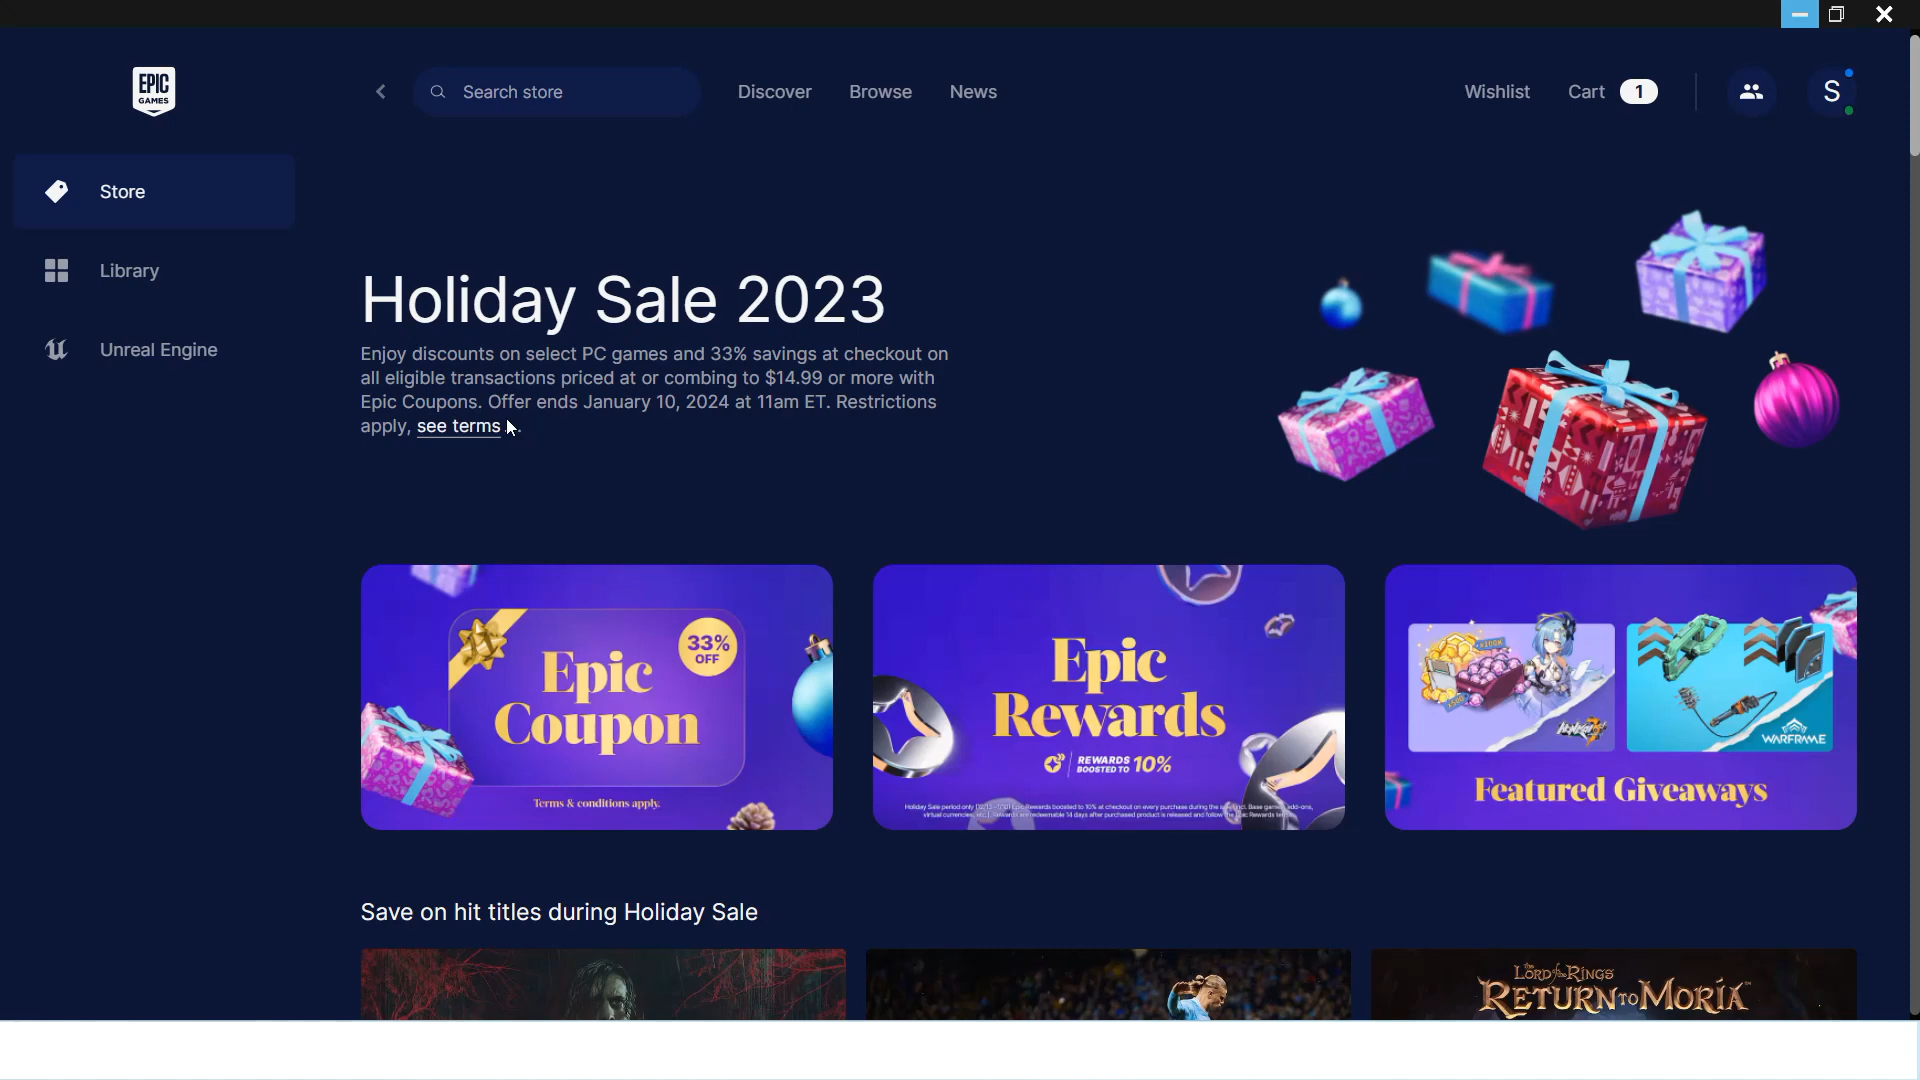 EPIC
GAMES
Search store
Discover
Browse
News
Wishlist
Cart
1
S
Store
Library
Unreal Engine
Holiday Sale 2023
Enjoy discounts on select PC games and 33% savings at checkout on
all eligible transactions priced at or combing to $14.99 or more with
Epic Coupons. Offer ends January 10, 2024 at 11am ET. Restrictions
apply, see terms .
33%
OFF
Epic
Coupon
Terms & conditions apply.
Epic
Rewards
REWARDS
BOOSTED TO 10%
WARFRAME
Featured Giveaways
Save on hit titles during Holiday Sale
THE LORD OF THE RINGS
RETURN TO MORIA